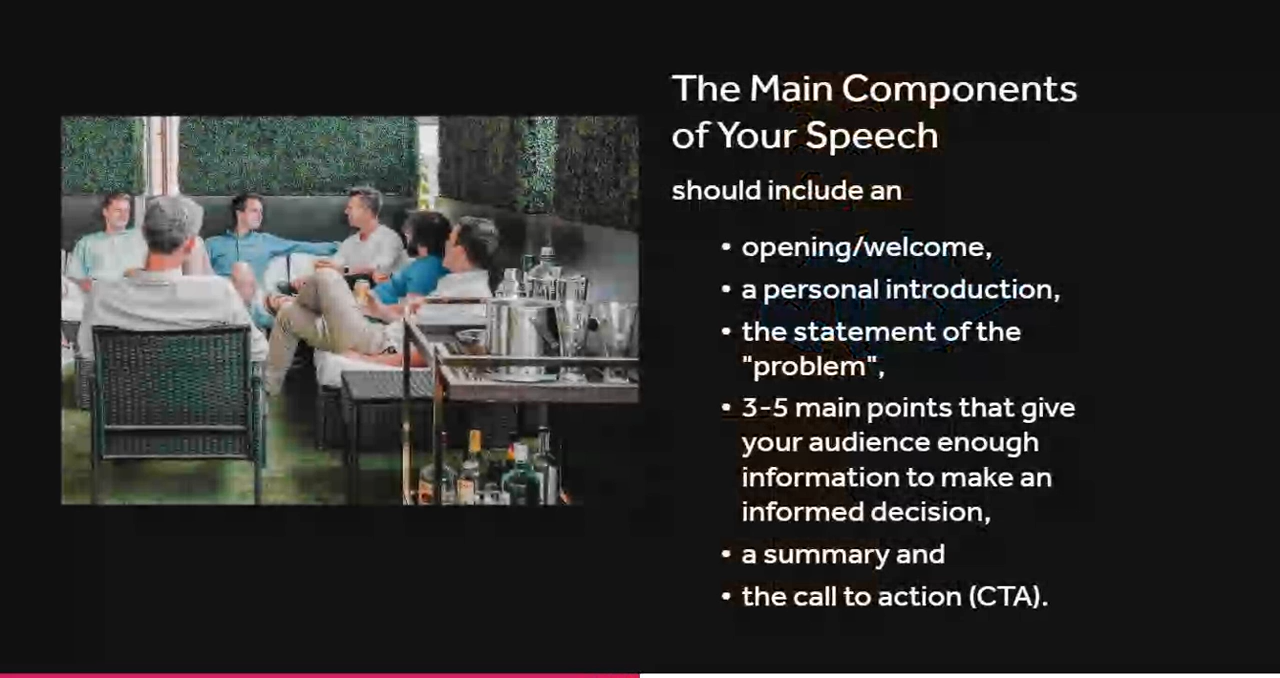 The Main Components
of Your Speech
should include an
• opening/welcome,
• a personal introduction,
• the statement of the
"problem",
• 3-5 main points that give
your audience enough
information to make an
informed decision,
• a summary and
• the call to action (CTA).